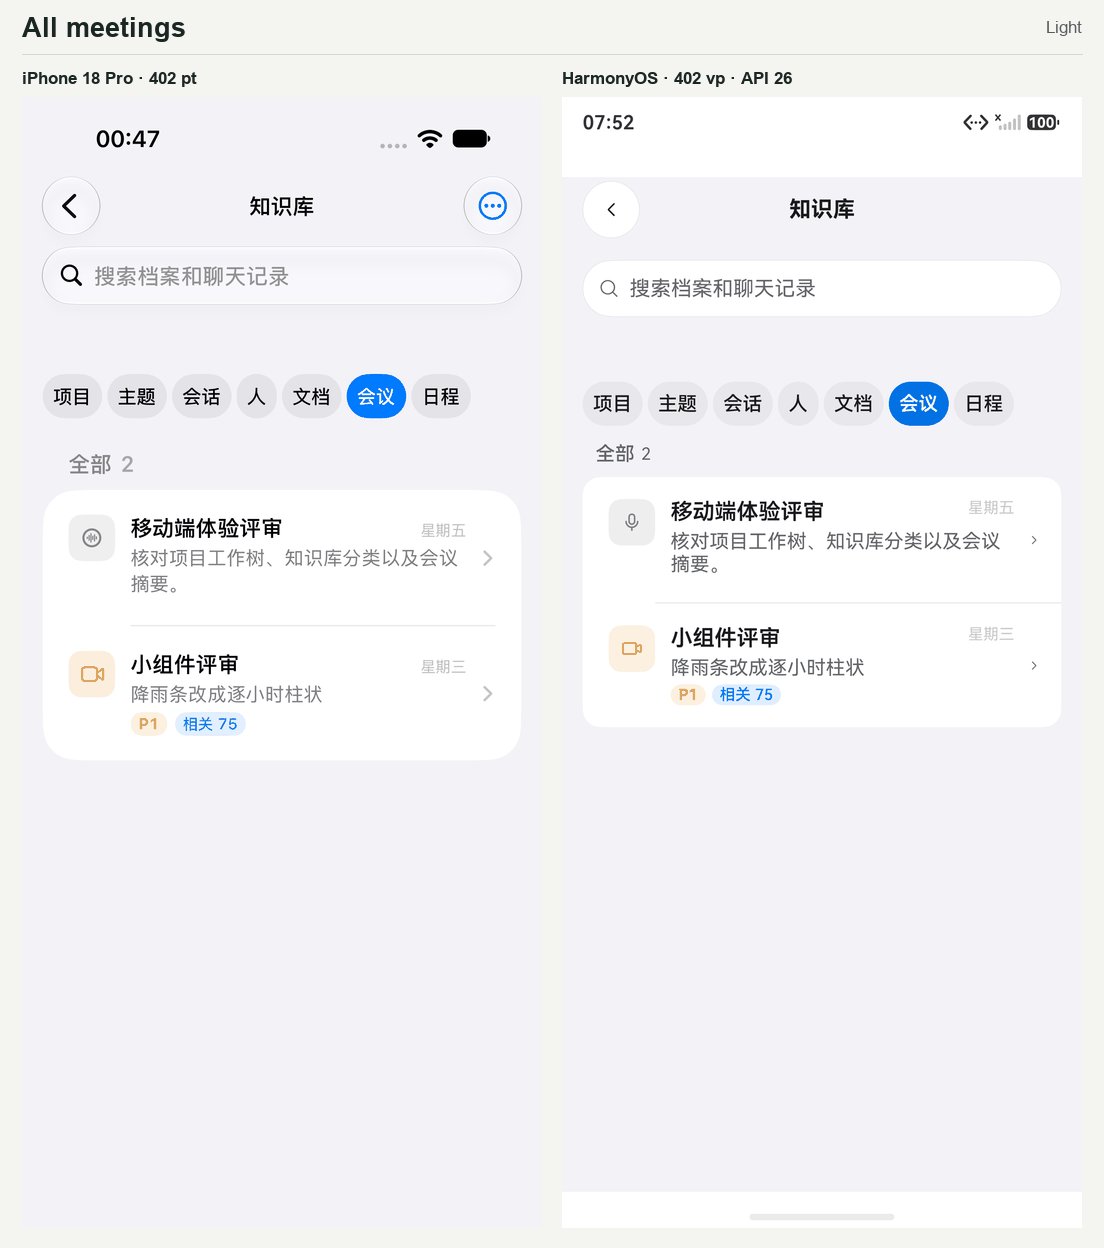 All meetings
Light
iPhone 18 Pro · 402 pt
00:47
知识库
搜索档案和聊天记录
项目 主题 会话 人 文档 会议 日程
全部 2
移动端体验评审 星期五
核对项目工作树、知识库分类以及会议
摘要。
小组件评审 星期三
降雨条改成逐小时柱状
P1 相关 75
HarmonyOS · 402 vp · API 26
07:52
100
知识库
搜索档案和聊天记录
项目 主题 会话 人 文档 会议 日程
全部 2
移动端体验评审 星期五
核对项目工作树、知识库分类以及会议
摘要。
小组件评审 星期三
降雨条改成逐小时柱状
P1 相关 75